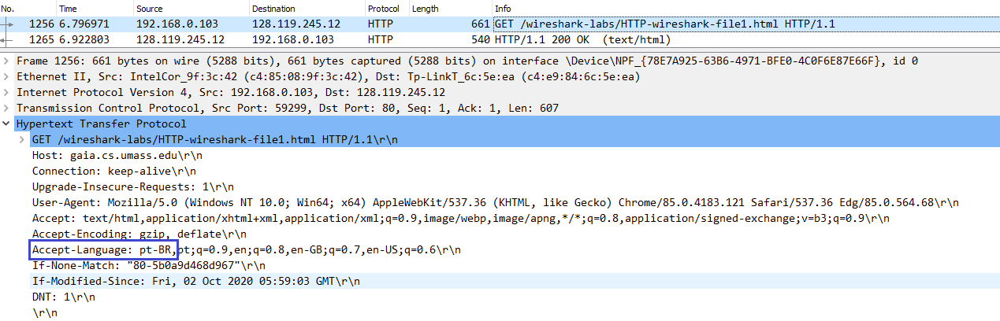 No. Time Source Destination Protocol Length Info
1256 6.796971 192.168.0.103 128.119.245.12 HTTP 661 GET /wireshark-labs/HTTP-wireshark-file1.html HTTP/1.1
1265 6.922803 128.119.245.12 192.168.0.103 HTTP 540 HTTP/1.1 200 OK (text/html)
Frame 1256: 661 bytes on wire (5288 bits), 661 bytes captured (5288 bits) on interface \Device\NPF_{78E7A925-63B6-4971-BFE0-4C0F6E87E66F}, id 0
Ethernet II, Src: IntelCor_9f:3c:42 (c4:85:08:9f:3c:42), Dst: Tp-LinkT_6c:5e:ea (c4:e9:84:6c:5e:ea)
Internet Protocol Version 4, Src: 192.168.0.103, Dst: 128.119.245.12
Transmission Control Protocol, Src Port: 59299, Dst Port: 80, Seq: 1, Ack: 1, Len: 607
Hypertext Transfer Protocol
GET /wireshark-labs/HTTP-wireshark-file1.html HTTP/1.1\r\n
Host: gaia.cs.umass.edu\r\n
Connection: keep-alive\r\n
Upgrade-Insecure-Requests: 1\r\n
User-Agent: Mozilla/5.0 (Windows NT 10.0; Win64; x64) AppleWebKit/537.36 (KHTML, like Gecko) Chrome/85.0.4183.121 Safari/537.36 Edg/85.0.564.68\r\n
Accept: text/html,application/xhtml+xml,application/xml;q=0.9,image/webp,image/apng,*/*;q=0.8,application/signed-exchange;v=b3;q=0.9\r\n
Accept-Encoding: gzip, deflate\r\n
Accept-Language: pt-BR,pt;q=0.9,en;q=0.8,en-GB;q=0.7,en-US;q=0.6\r\n
If-None-Match: "80-5b0a9d468d967"\r\n
If-Modified-Since: Fri, 02 Oct 2020 05:59:03 GMT\r\n
DNT: 1\r\n
\r\n